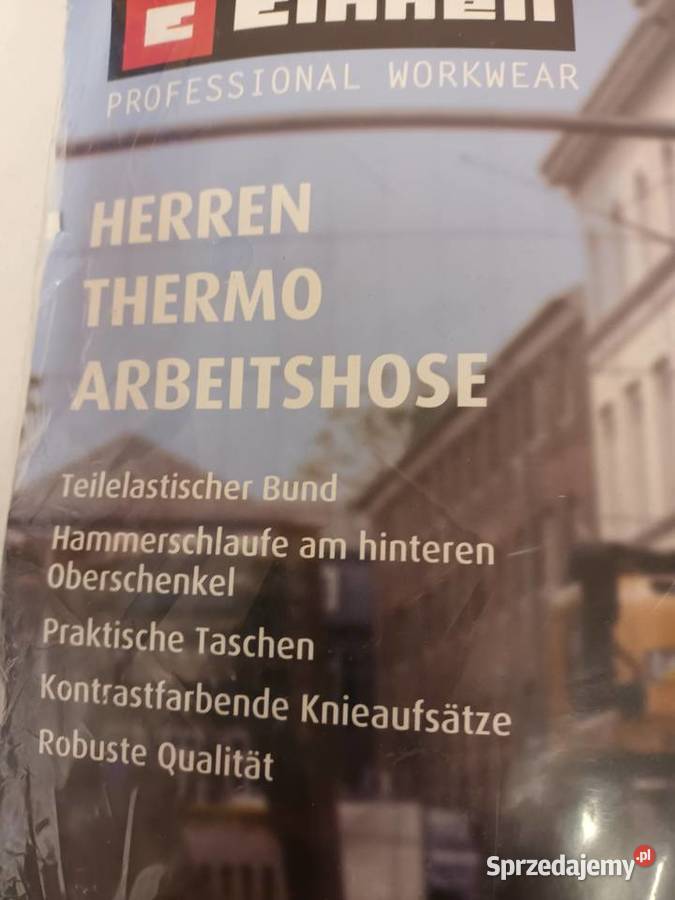 PROFESSIONAL WORKWEAR
HERREN
THERMO
ARBEITSHOSE
Teilelastischer Bund
Hammerschlaufe am hinteren
Oberschenkel
Praktische Taschen
Kontrastfarbende Knieaufsätze
Robuste Qualität
Sprzedajemy.pl